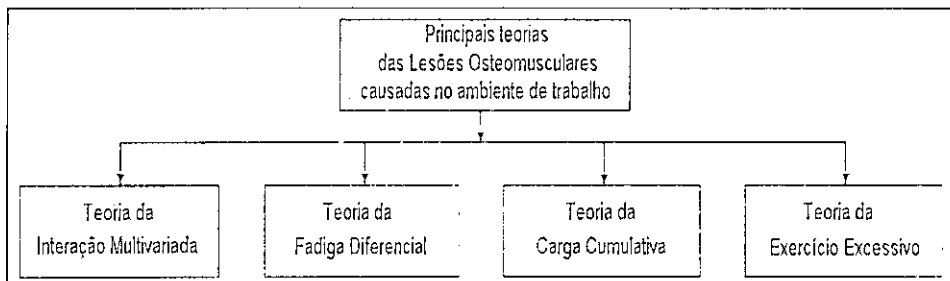 Principais teorias
das Lesões Osteomusculares
causadas no ambiente de trabalho
Teoria da
Interação Multivariada
Teoria da
Fadiga Diferencial
Teoria da
Carga Cumulativa
Teoria da
Exercício Excessivo